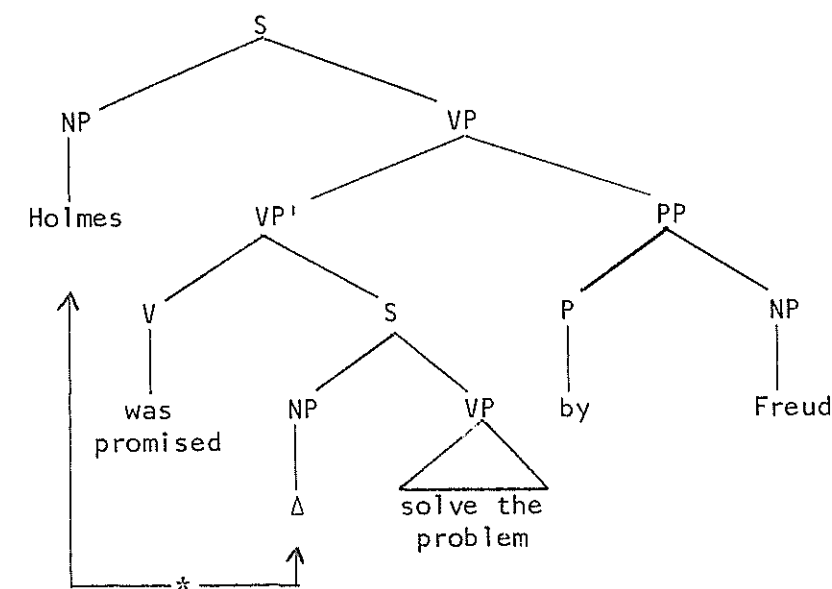 S
NP VP
Holmes VP' PP
V S P NP
was promised NP VP by Freud
Δ solve the problem
*